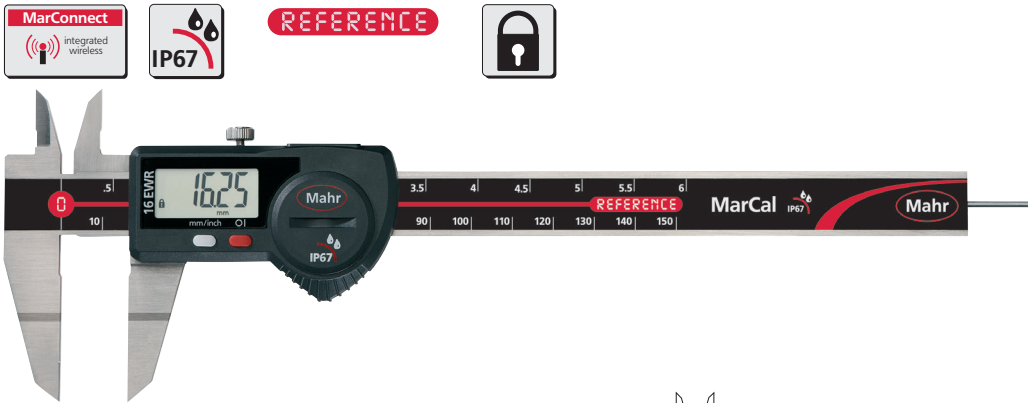 MarConnect
integrated
wireless
IP67
REFERENCE
16 EWR
16.25
mm
mm/inch
Mahr
IP67
0
.5
3.5 4 4.5 5 5.5 6
10
90 100 110 120 130 140 150
REFERENCE
MarCal
IP67
Mahr